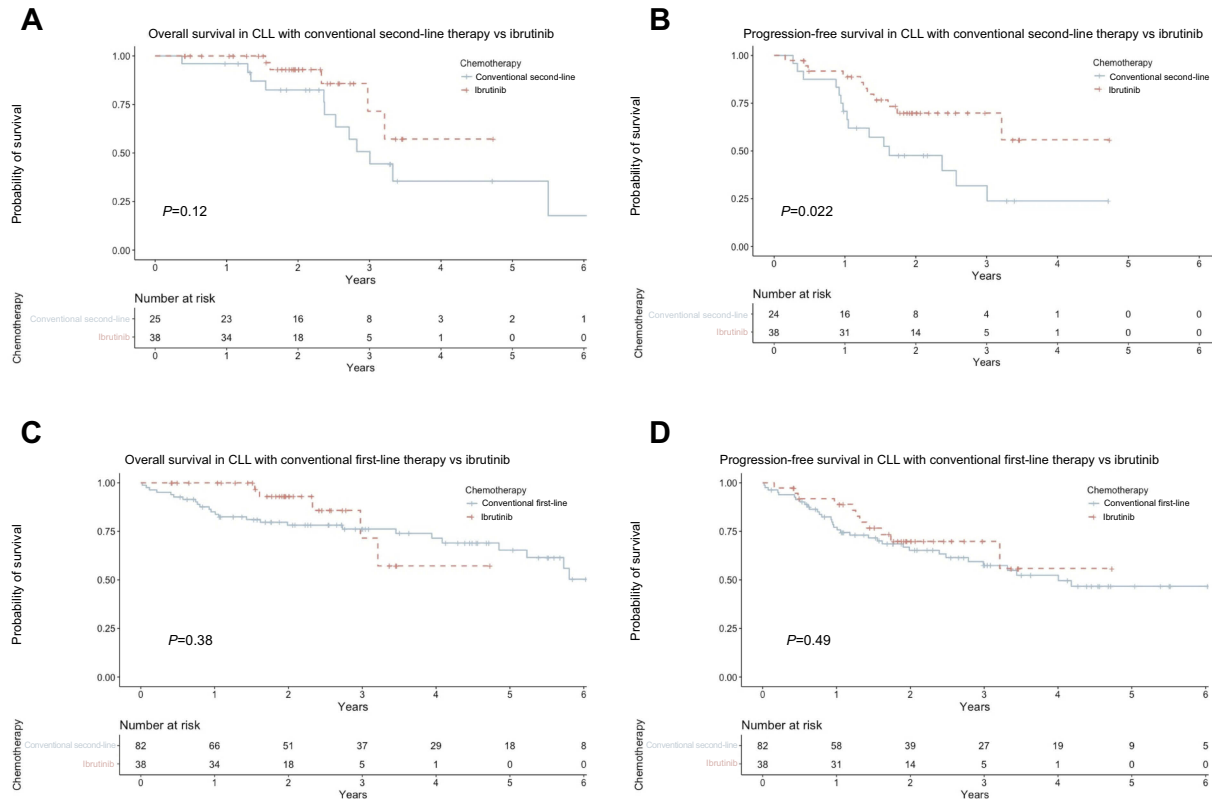 A
Overall survival in CLL with conventional second-line therapy vs ibrutinib
Probability of survival
1.00
0.75
0.50
0.25
0.00
Chemotherapy
Conventional second-line
Ibrutinib
P=0.12
0 1 2 3 4 5 6
Years
Number at risk
Chemotherapy
Conventional second-line 25 23 16 8 3 2 1
Ibrutinib 38 34 18 5 1 0 0
0 1 2 3 4 5 6
Years
B
Progression-free survival in CLL with conventional second-line therapy vs ibrutinib
Probability of survival
1.00
0.75
0.50
0.25
0.00
Chemotherapy
Conventional second-line
Ibrutinib
P=0.022
0 1 2 3 4 5 6
Years
Number at risk
Chemotherapy
Conventional second-line 24 16 8 4 1 0 0
Ibrutinib 38 31 14 5 1 0 0
0 1 2 3 4 5 6
Years
C
Overall survival in CLL with conventional first-line therapy vs ibrutinib
Probability of survival
1.00
0.75
0.50
0.25
0.00
Chemotherapy
Conventional first-line
Ibrutinib
P=0.38
0 1 2 3 4 5 6
Years
Number at risk
Chemotherapy
Conventional second-line 82 66 51 37 29 18 8
Ibrutinib 38 34 18 5 1 0 0
0 1 2 3 4 5 6
Years
D
Progression-free survival in CLL with conventional first-line therapy vs ibrutinib
Probability of survival
1.00
0.75
0.50
0.25
0.00
Chemotherapy
Conventional first-line
Ibrutinib
P=0.49
0 1 2 3 4 5 6
Years
Number at risk
Chemotherapy
Conventional second-line 82 58 39 27 19 9 5
Ibrutinib 38 31 14 5 1 0 0
0 1 2 3 4 5 6
Years